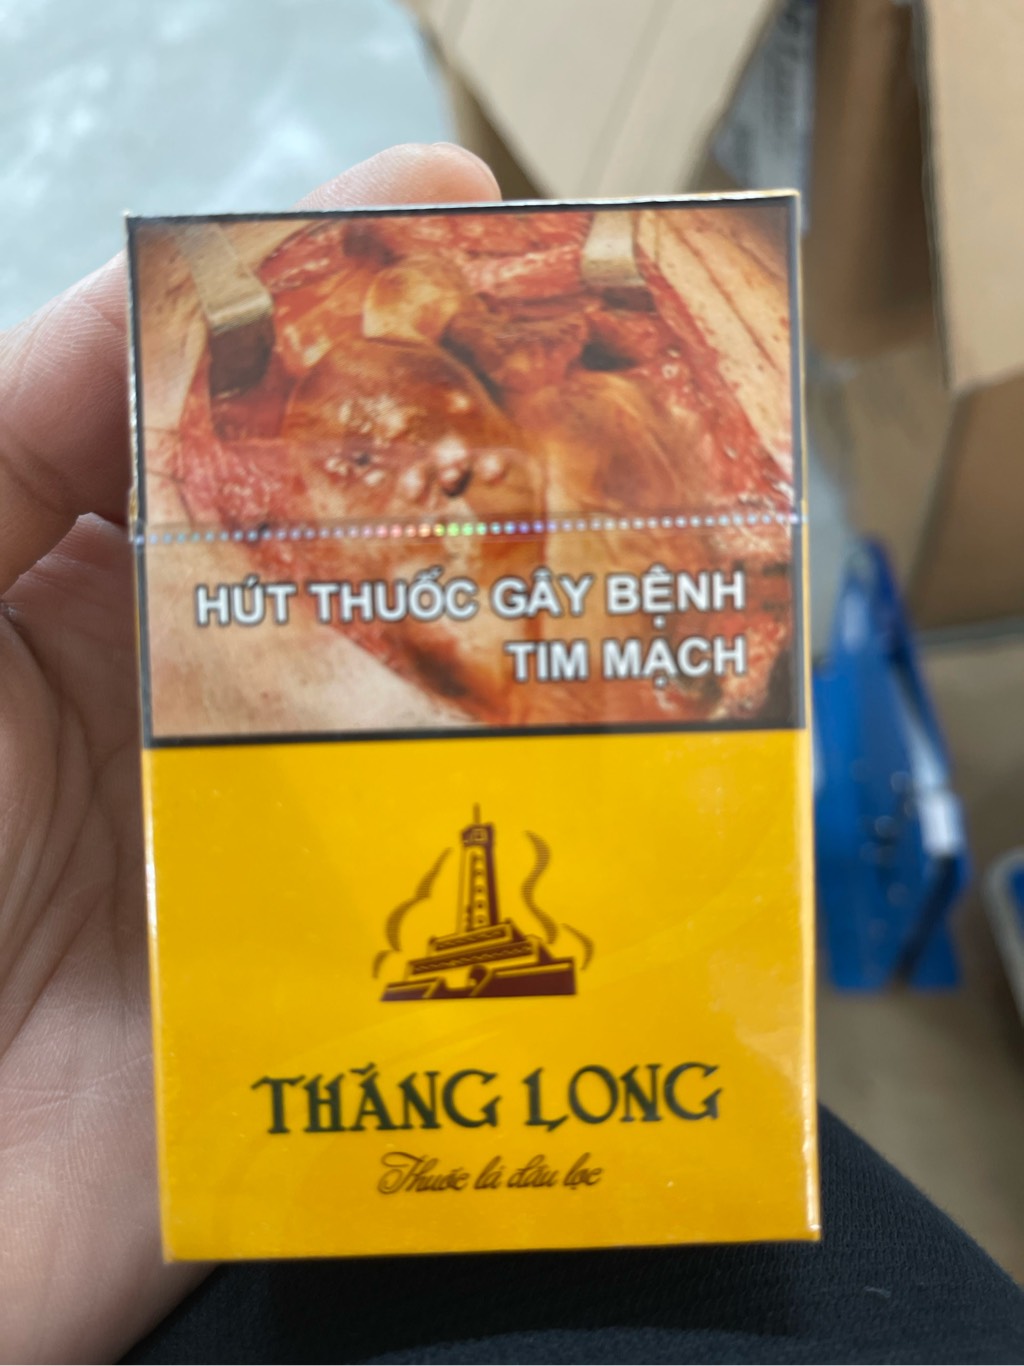 HÚT THUỐC GÂY BỆNH
TIM MẠCH
THĂNG LONG
Thuốc lá đầu lọc